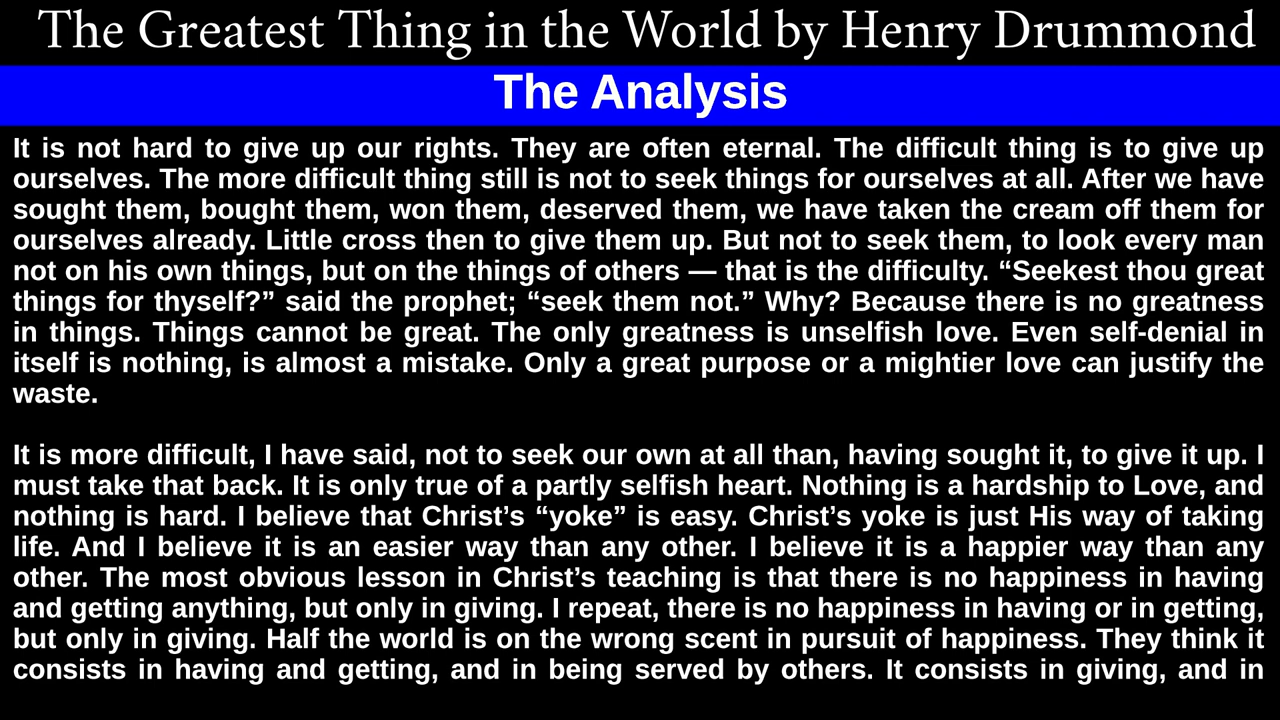 The Greatest Thing in the World by Henry Drummond
The Analysis
It is not hard to give up our rights. They are often eternal. The difficult thing is to give up
ourselves. The more difficult thing still is not to seek things for ourselves at all. After we have
sought them, bought them, won them, deserved them, we have taken the cream off them for
ourselves already. Little cross then to give them up. But not to seek them, to look every man
not on his own things, but on the things of others — that is the difficulty. “Seekest thou great
things for thyself?” said the prophet; “seek them not.” Why? Because there is no greatness
in things. Things cannot be great. The only greatness is unselfish love. Even self-denial in
itself is nothing, is almost a mistake. Only a great purpose or a mightier love can justify the
waste.
It is more difficult, I have said, not to seek our own at all than, having sought it, to give it up. I
must take that back. It is only true of a partly selfish heart. Nothing is a hardship to Love, and
nothing is hard. I believe that Christ’s “yoke” is easy. Christ’s yoke is just His way of taking
life. And I believe it is an easier way than any other. I believe it is a happier way than any
other. The most obvious lesson in Christ’s teaching is that there is no happiness in having
and getting anything, but only in giving. I repeat, there is no happiness in having or in getting,
but only in giving. Half the world is on the wrong scent in pursuit of happiness. They think it
consists in having and getting, and in being served by others. It consists in giving, and in